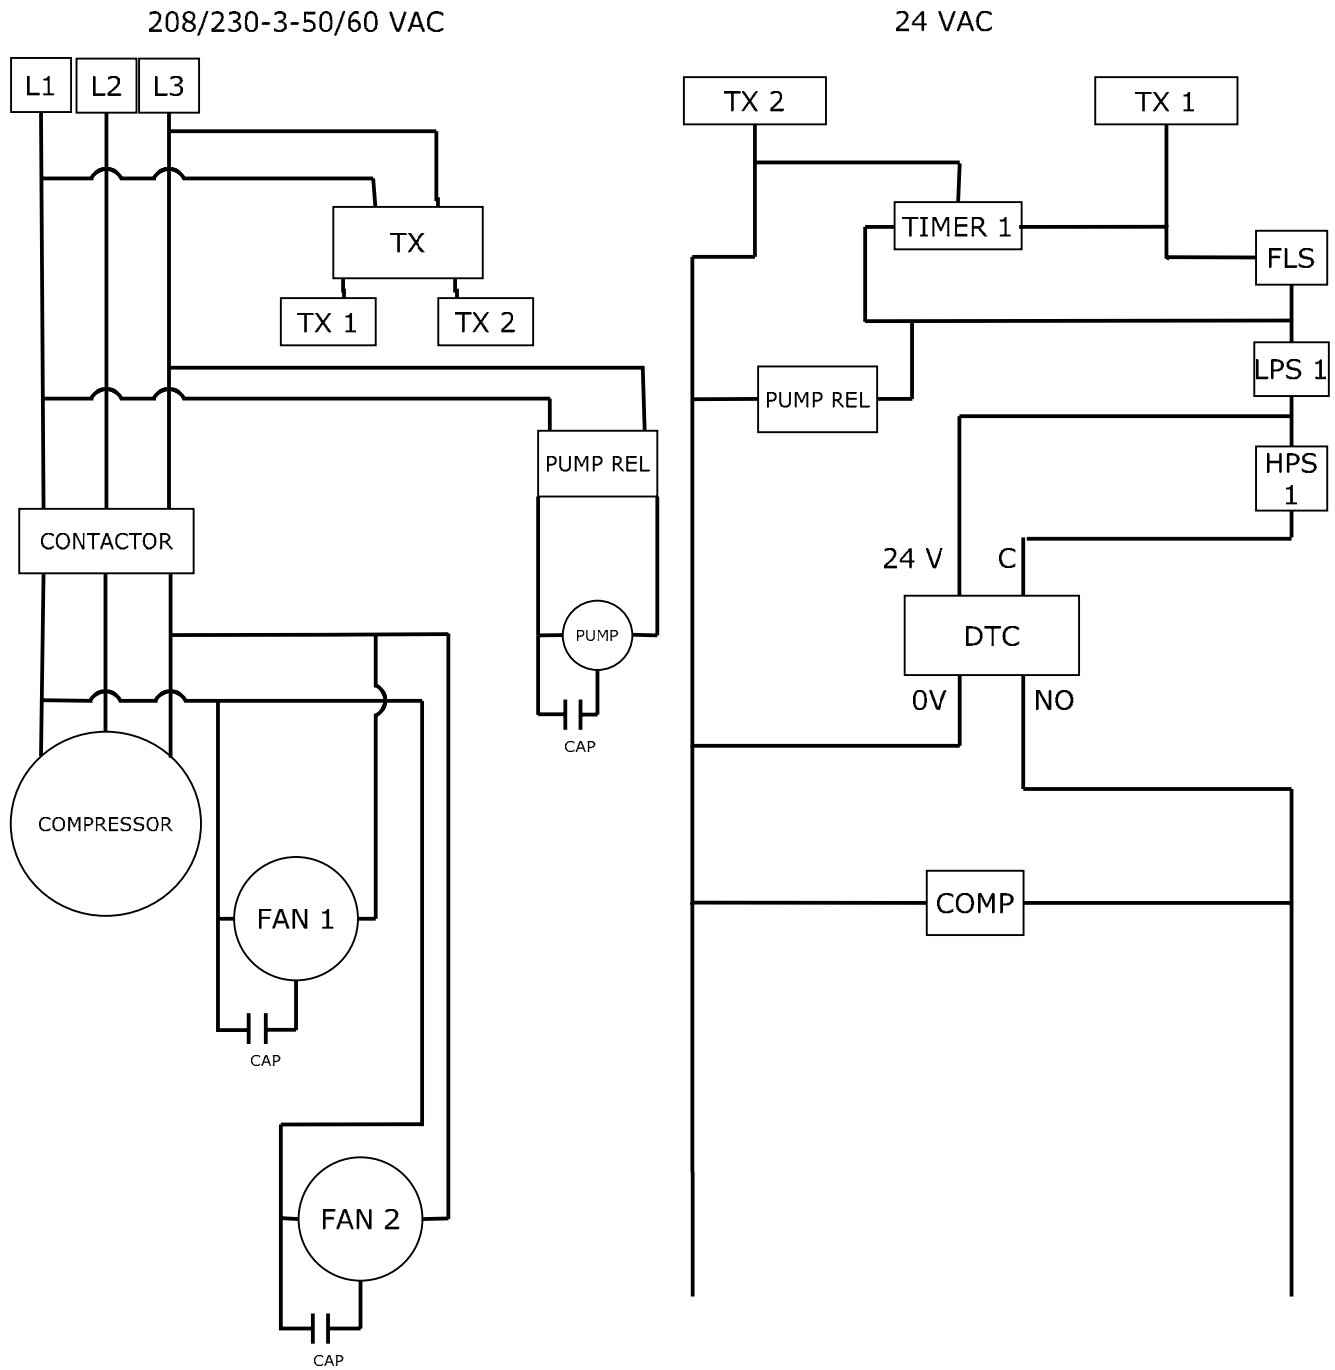 208/230-3-50/60 VAC
L1
L2
L3
TX
TX 1
TX 2
PUMP REL
CONTACTOR
PUMP
CAP
COMPRESSOR
FAN 1
CAP
FAN 2
CAP
24 VAC
TX 2
TX 1
TIMER 1
FLS
LPS 1
PUMP REL
HPS
1
24 V
C
DTC
0V
NO
COMP